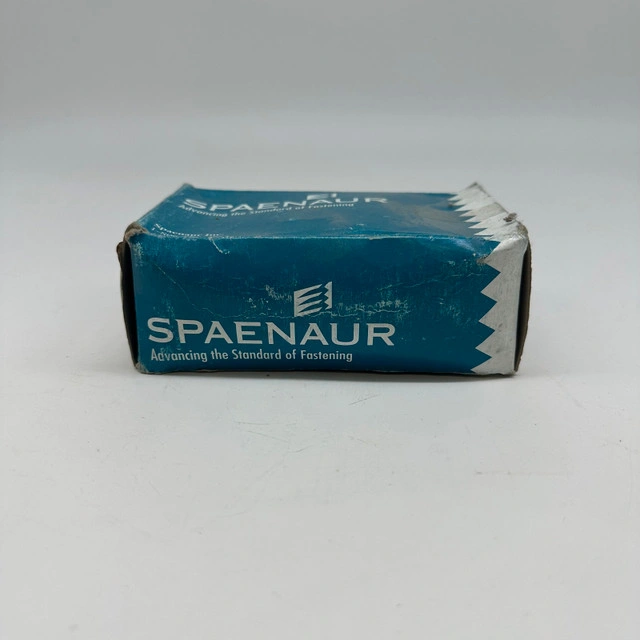 SPAENAUR
Advancing the Standard of Fastening
SPAENAUR
Advancing the Standard of Fastening